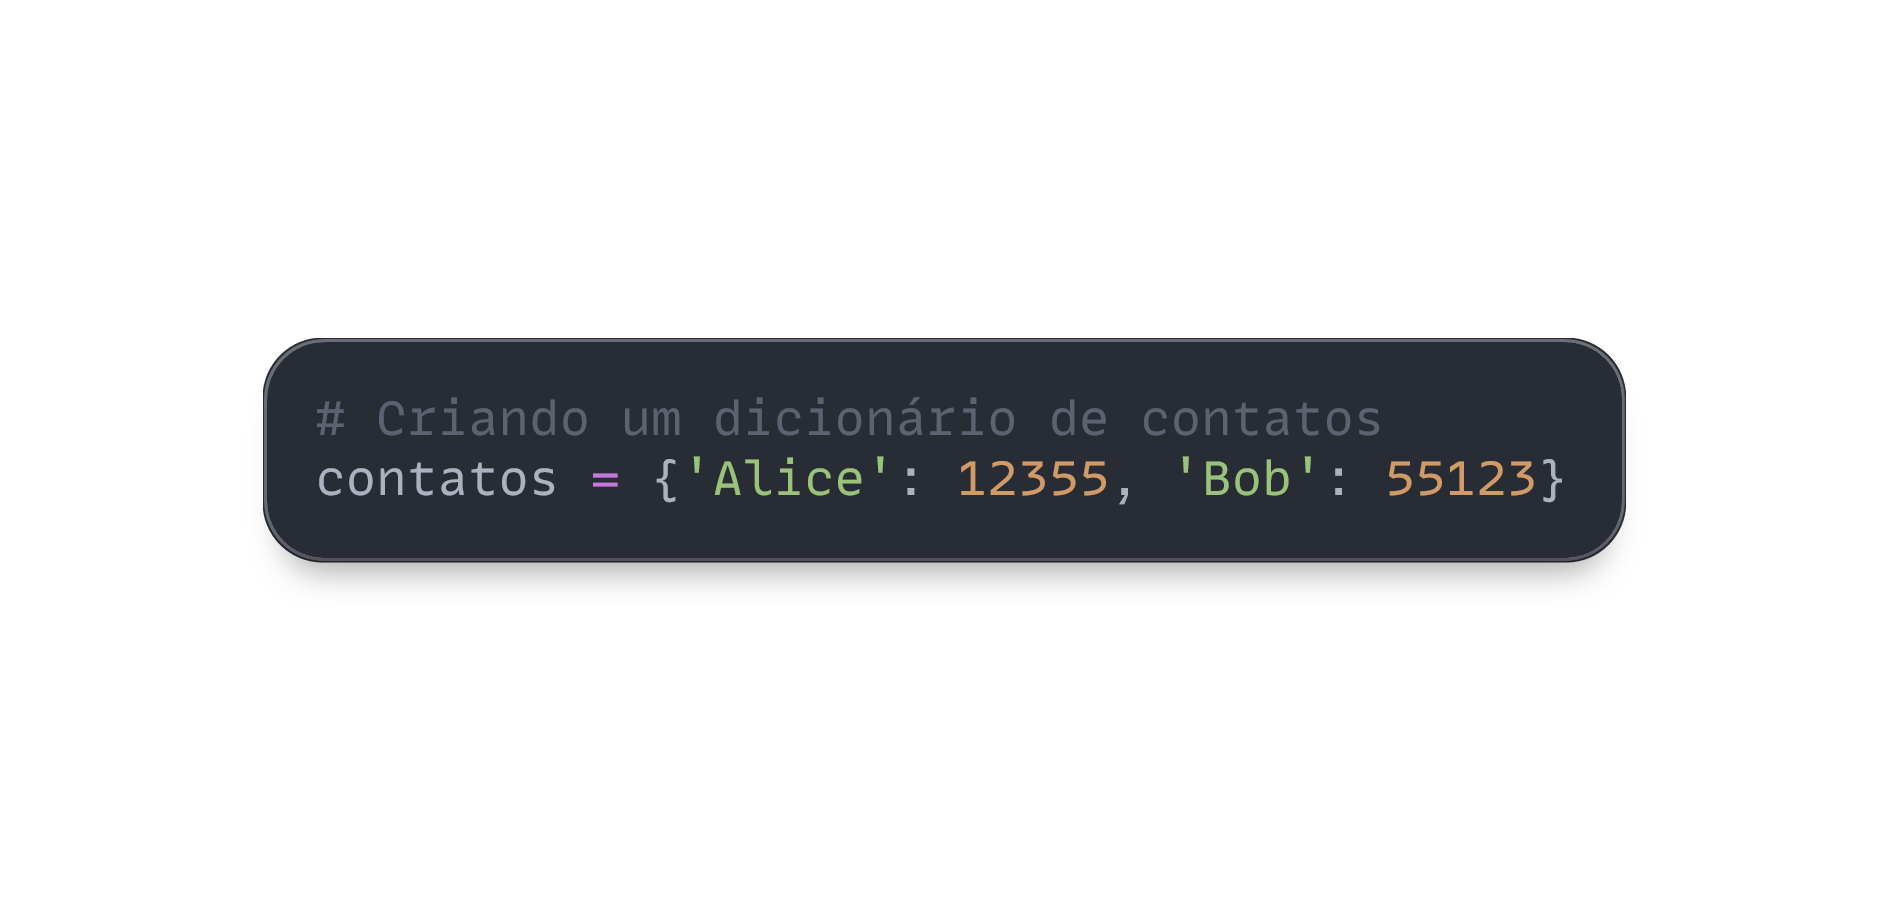 # Criando um dicionário de contatos
contatos = {'Alice': 12355, 'Bob': 55123}